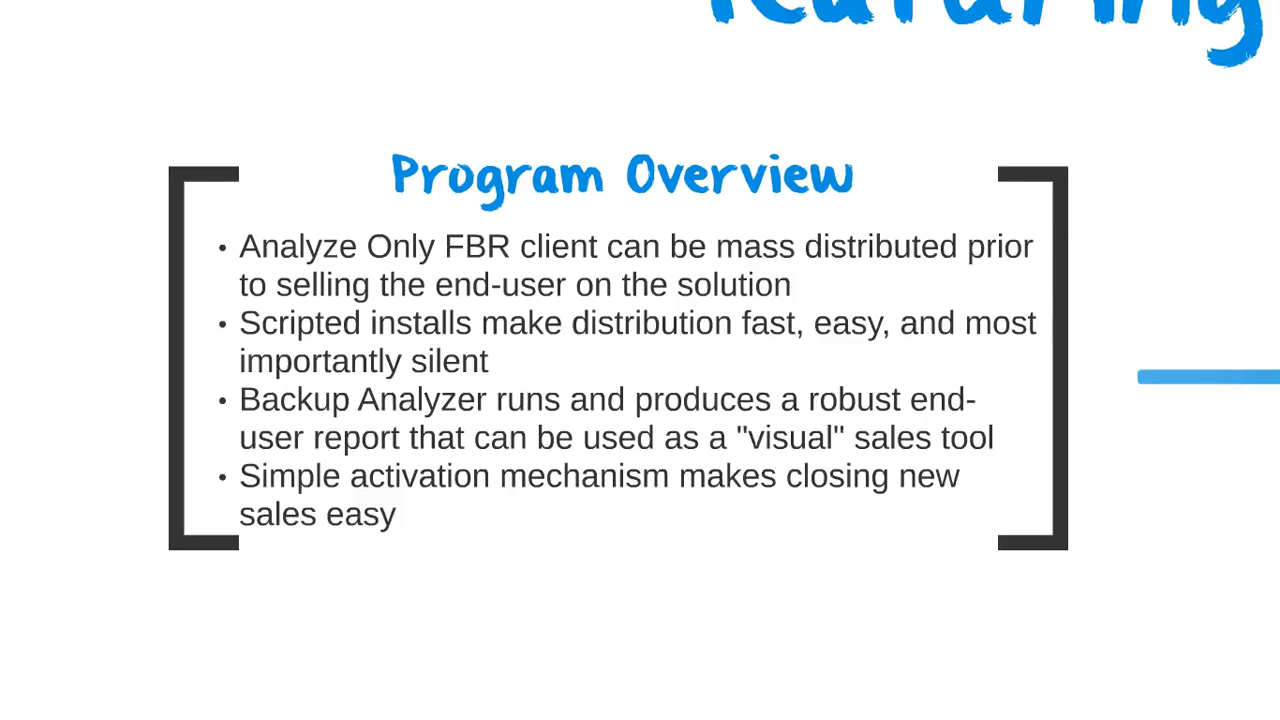 Program Overview
• Analyze Only FBR client can be mass distributed prior
to selling the end-user on the solution
• Scripted installs make distribution fast, easy, and most
importantly silent
• Backup Analyzer runs and produces a robust end-
user report that can be used as a "visual" sales tool
• Simple activation mechanism makes closing new
sales easy